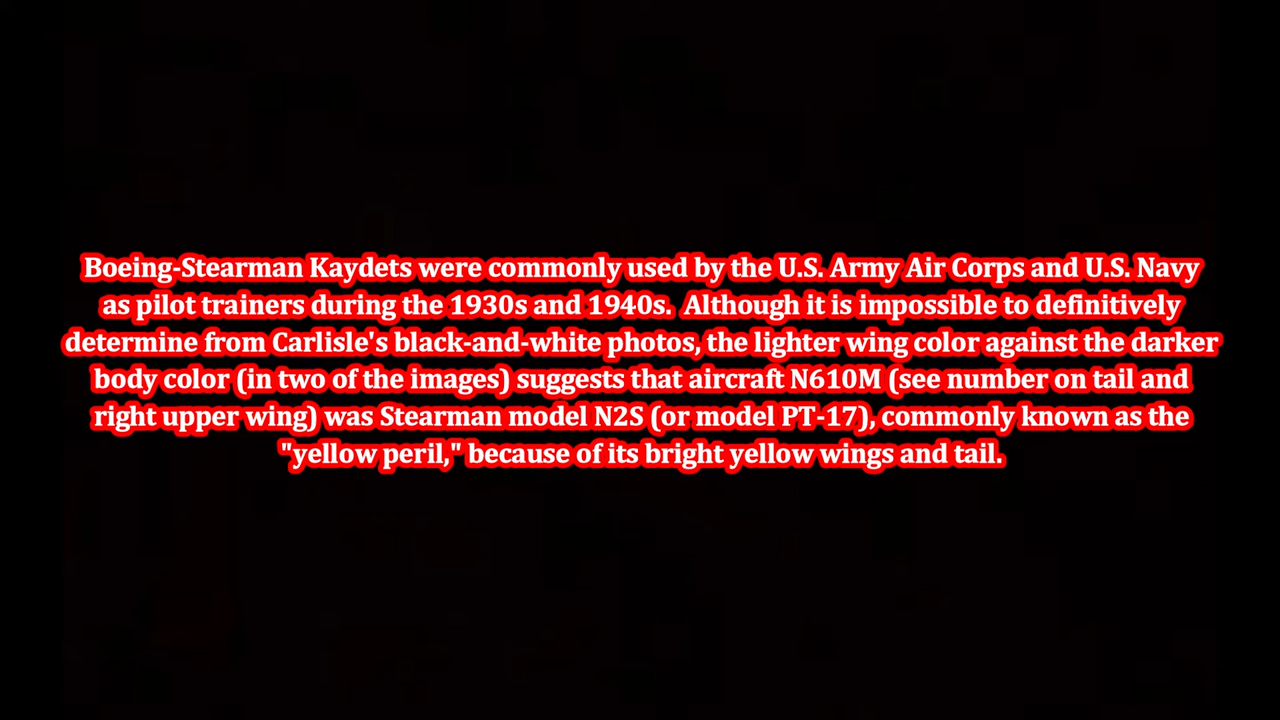 Boeing-Stearman Kaydets were commonly used by the U.S. Army Air Corps and U.S. Navy
as pilot trainers during the 1930s and 1940s.  Although it is impossible to definitively
determine from Carlisle's black-and-white photos, the lighter wing color against the darker
body color (in two of the images) suggests that aircraft N610M (see number on tail and
right upper wing) was Stearman model N2S (or model PT-17), commonly known as the
"yellow peril," because of its bright yellow wings and tail.